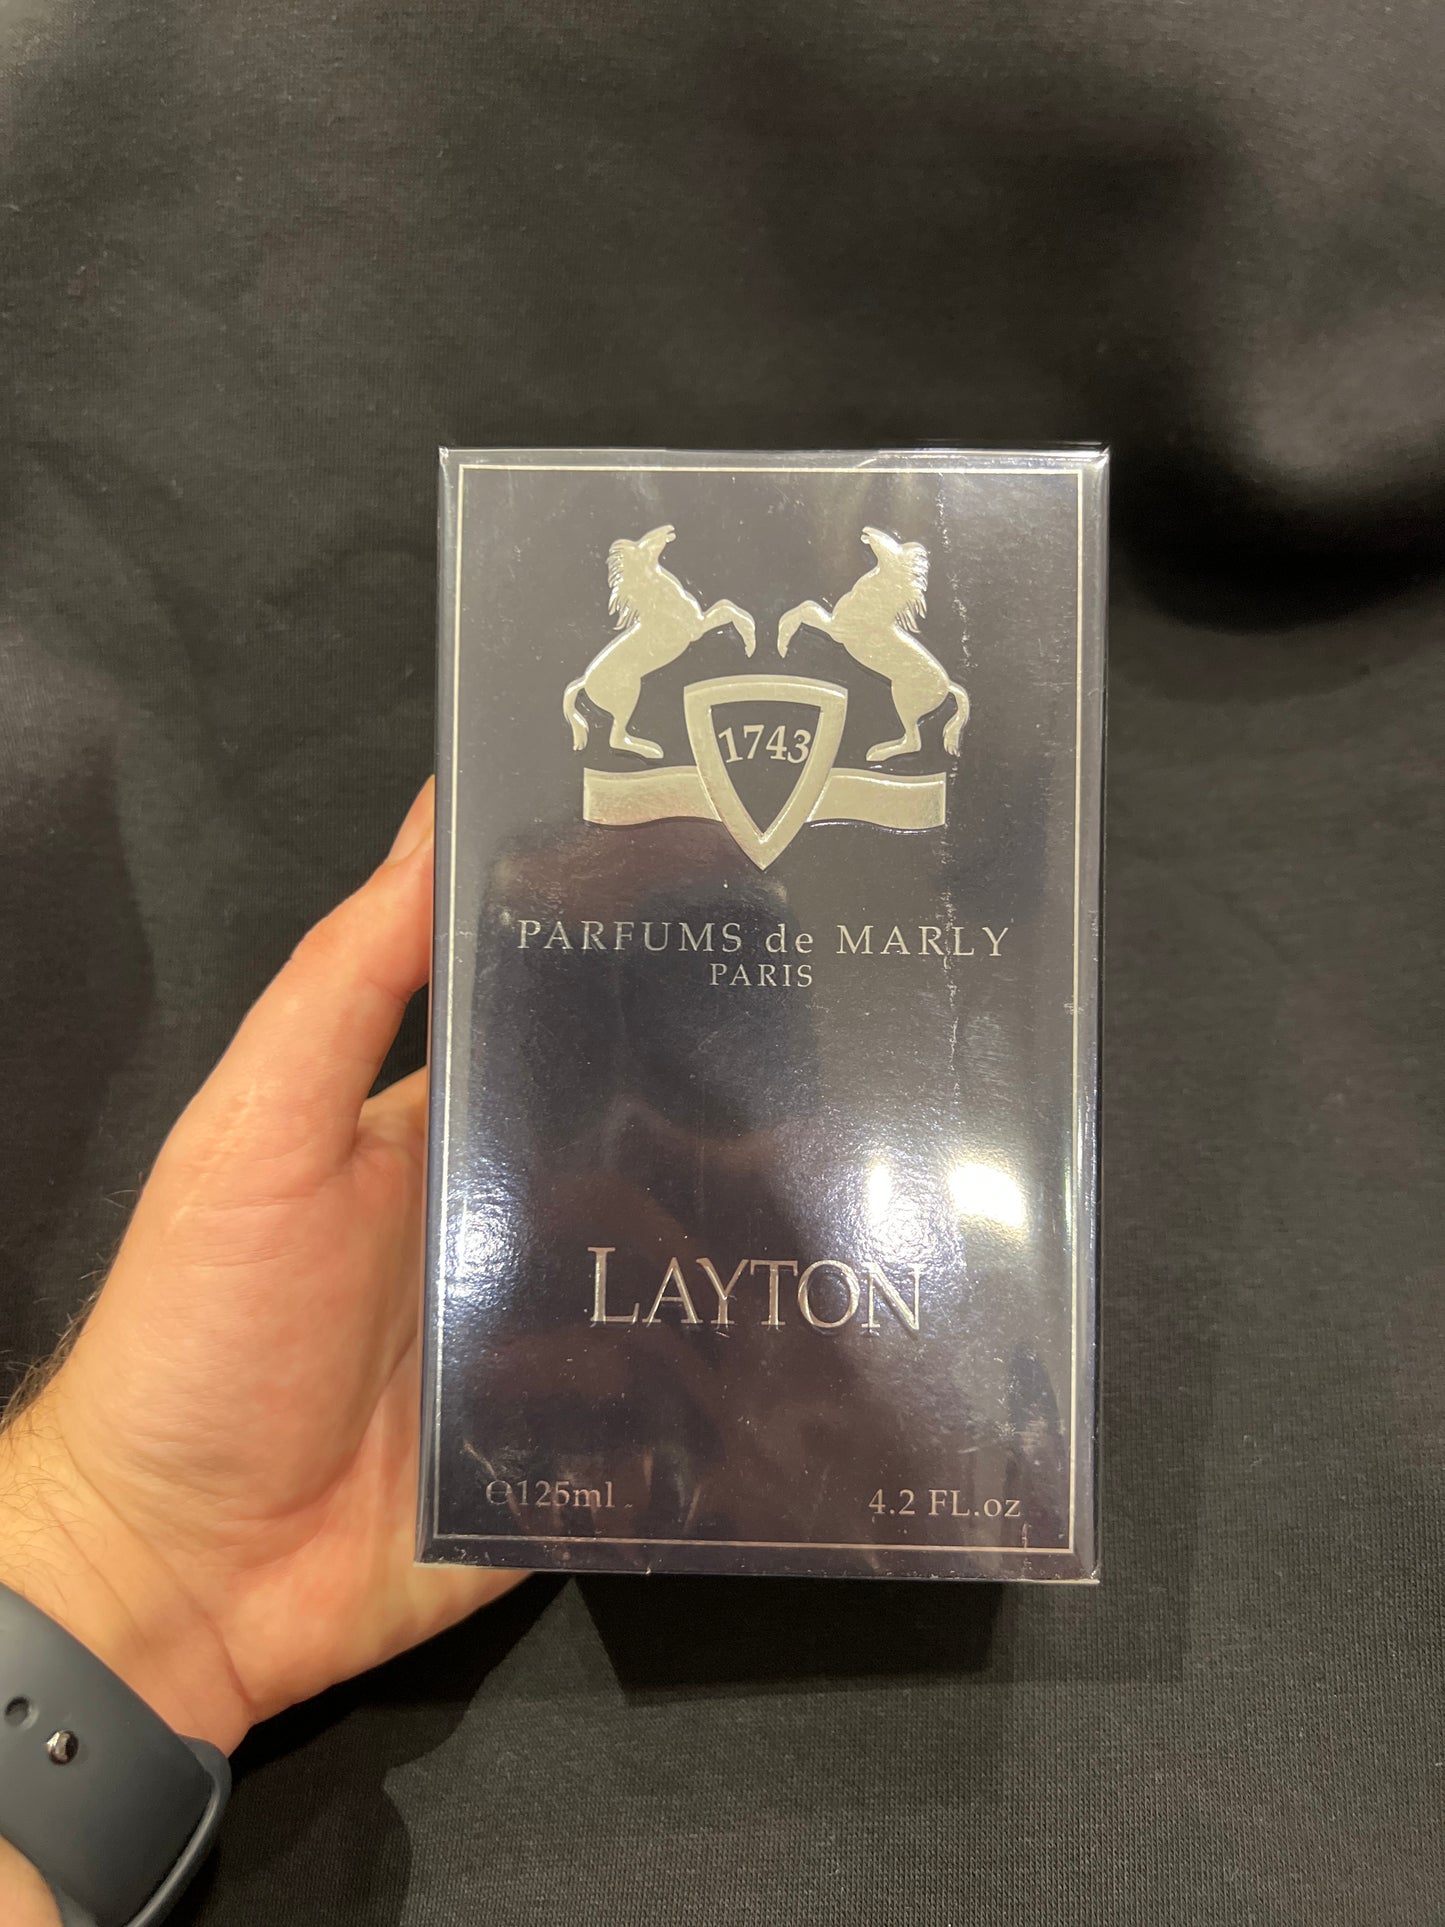 1743
PARFUMS de MARLY
PARIS
LAYTON
℮125ml
4.2 FL.oz